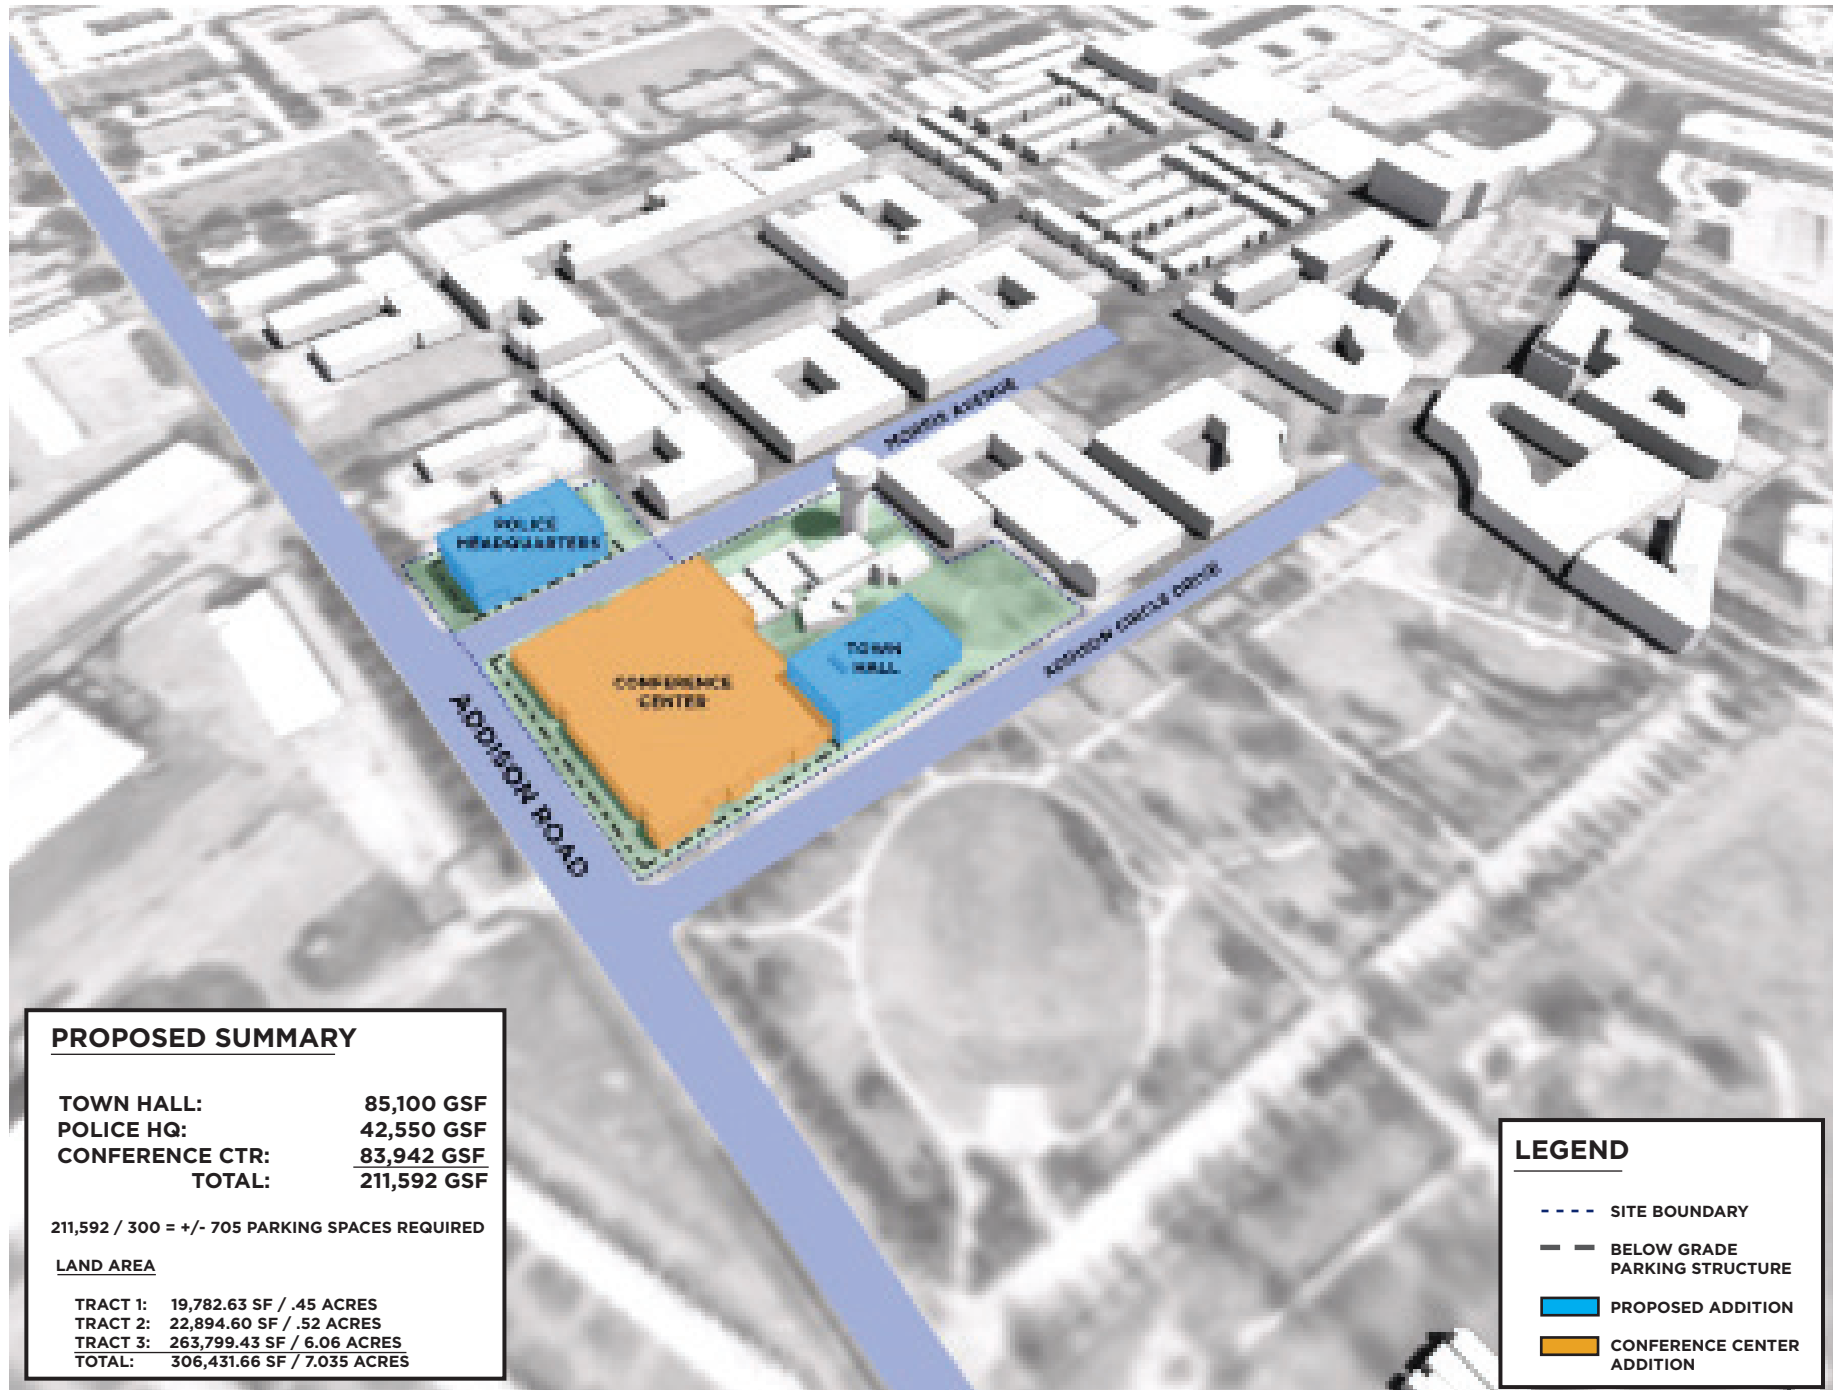 MORRIS AVENUE
POLICE
HEADQUARTERS
ADDISON CIRCLE DRIVE
TOWN
HALL
CONFERENCE
CENTER
ADDISON ROAD
PROPOSED SUMMARY
TOWN HALL: 85,100 GSF
POLICE HQ: 42,550 GSF
CONFERENCE CTR: 83,942 GSF
TOTAL: 211,592 GSF
211,592 / 300 = +/- 705 PARKING SPACES REQUIRED
LAND AREA
TRACT 1: 19,782.63 SF / .45 ACRES
TRACT 2: 22,894.60 SF / .52 ACRES
TRACT 3: 263,799.43 SF / 6.06 ACRES
TOTAL: 306,431.66 SF / 7.035 ACRES
LEGEND
SITE BOUNDARY
BELOW GRADE
PARKING STRUCTURE
PROPOSED ADDITION
CONFERENCE CENTER
ADDITION